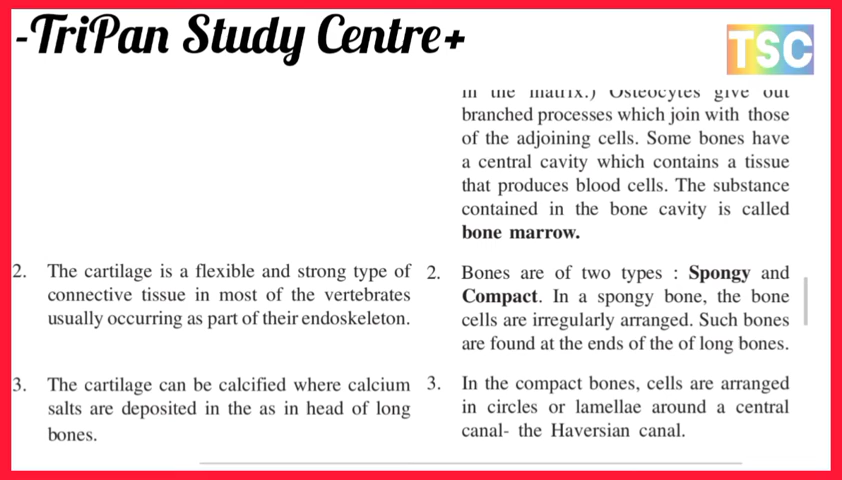 -TriPan Study Centre+
TSC
in the matrix.) Osteocytes give out
branched processes which join with those
of the adjoining cells. Some bones have
a central cavity which contains a tissue
that produces blood cells. The substance
contained in the bone cavity is called
bone marrow.
2. The cartilage is a flexible and strong type of
connective tissue in most of the vertebrates
usually occurring as part of their endoskeleton.
2. Bones are of two types : Spongy and
Compact. In a spongy bone, the bone
cells are irregularly arranged. Such bones
are found at the ends of the of long bones.
3. The cartilage can be calcified where calcium
salts are deposited in the as in head of long
bones.
3. In the compact bones, cells are arranged
in circles or lamellae around a central
canal- the Haversian canal.